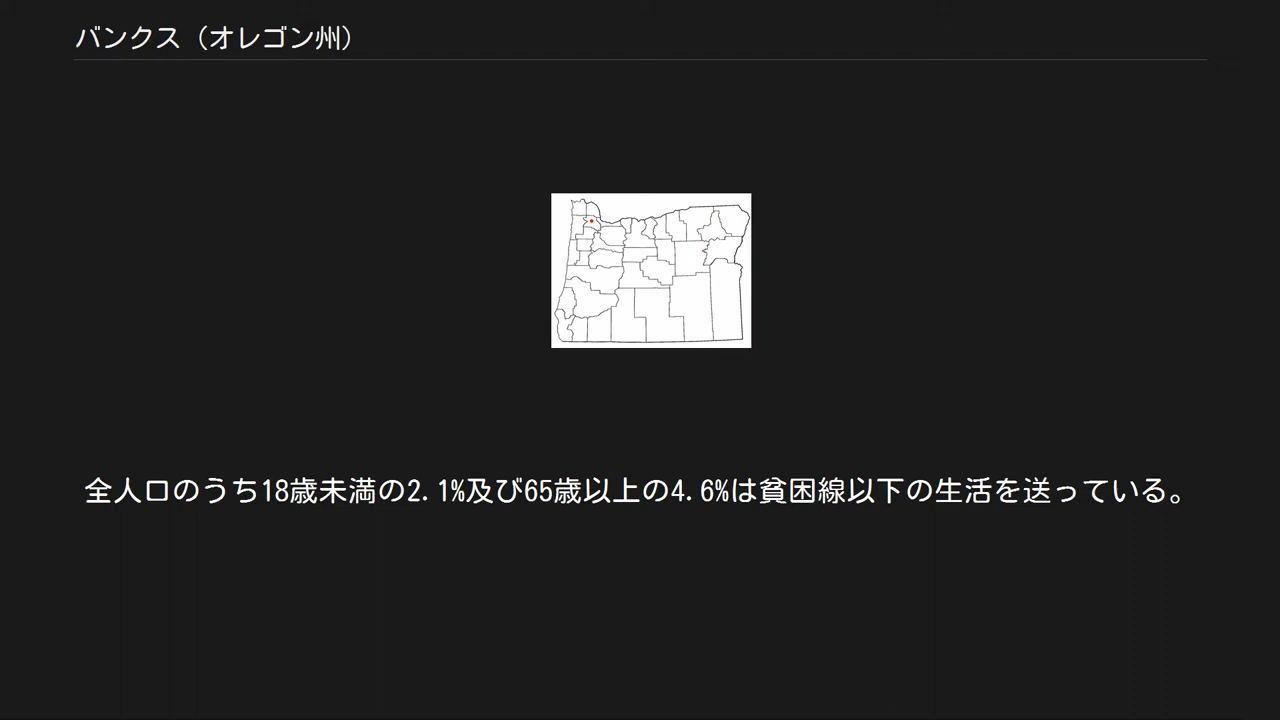 バンクス（オレゴン州）
全人口のうち18歳未満の2.1%及び65歳以上の4.6%は貧困線以下の生活を送っている。